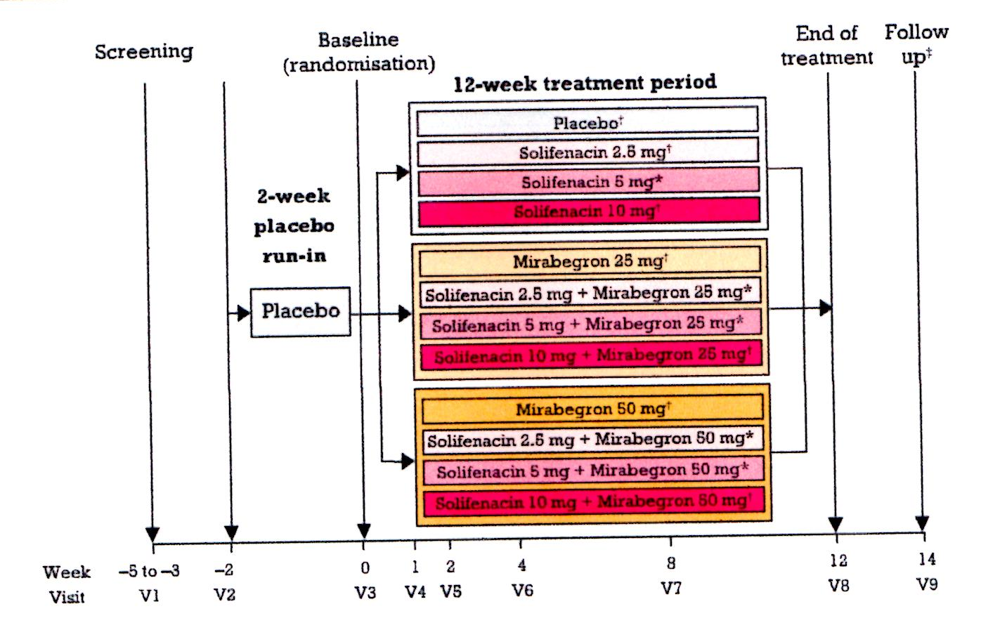 Screening
Baseline
(randomisation)
End of
treatment
Follow
up‡
12-week treatment period
Placebo†
Solifenacin 2.5 mg†
Solifenacin 5 mg*
Solifenacin 10 mg†
2-week
placebo
run-in
Placebo
Mirabegron 25 mg†
Solifenacin 2.5 mg + Mirabegron 25 mg*
Solifenacin 5 mg + Mirabegron 25 mg*
Solifenacin 10 mg + Mirabegron 25 mg†
Mirabegron 50 mg†
Solifenacin 2.5 mg + Mirabegron 50 mg*
Solifenacin 5 mg + Mirabegron 50 mg*
Solifenacin 10 mg + Mirabegron 50 mg†
Week –5 to –3 –2 0 1 2 4 8 12 14
Visit V1 V2 V3 V4 V5 V6 V7 V8 V9